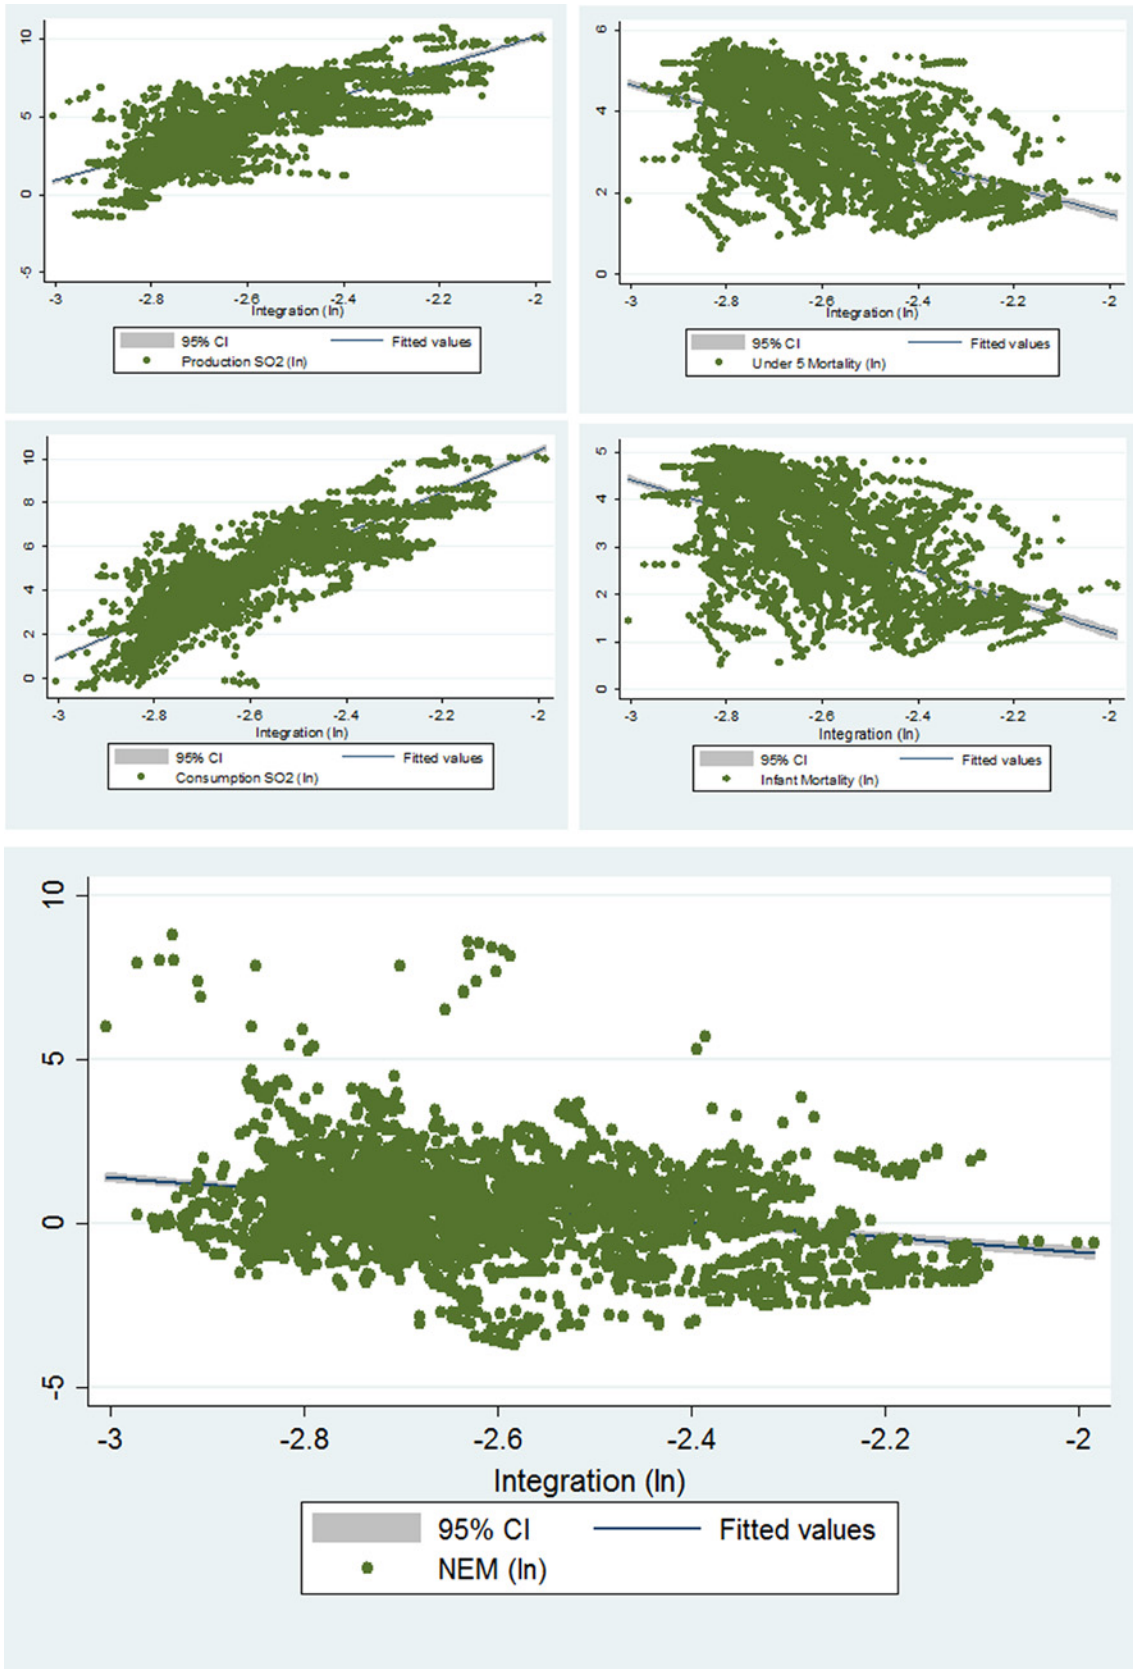 10
5
0
-5
-3 -2.8 -2.6 -2.4 -2.2 -2
Integration (ln)
95% CI Fitted values
Production SO2 (ln)
6
4
2
0
-3 -2.8 -2.6 -2.4 -2.2 -2
Integration (ln)
95% CI Fitted values
Under 5 Mortality (ln)
10
8
6
4
2
0
-3 -2.8 -2.6 -2.4 -2.2 -2
Integration (ln)
95% CI Fitted values
Consumption SO2 (ln)
5
4
3
2
1
0
-3 -2.8 -2.6 -2.4 -2.2 -2
Integration (ln)
95% CI Fitted values
Infant Mortality (ln)
10
5
0
-5
-3 -2.8 -2.6 -2.4 -2.2 -2
Integration (ln)
95% CI Fitted values
NEM (ln)